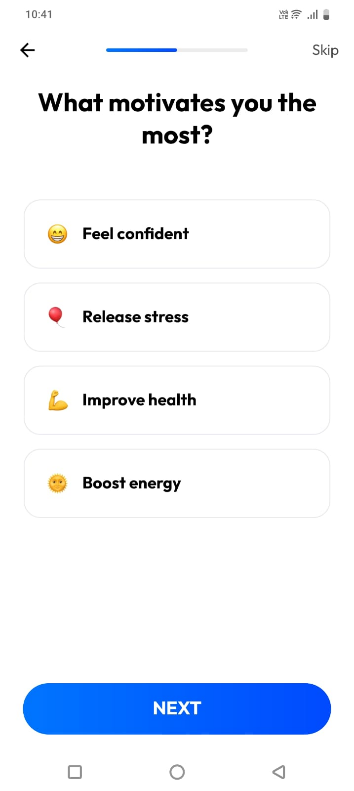 10:41
Skip
What motivates you the
most?
Feel confident
Release stress
Improve health
Boost energy
NEXT